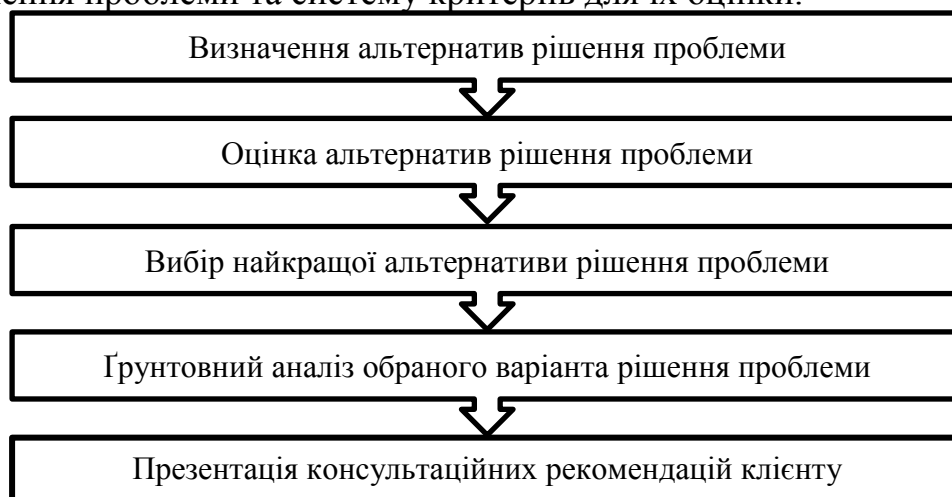 проблеми та систему критеріїв для їх оцінки.
Визначення альтернатив рішення проблеми
Оцінка альтернатив рішення проблеми
Вибір найкращої альтернативи рішення проблеми
Ґрунтовний аналіз обраного варіанта рішення проблеми
Презентація консультаційних рекомендацій клієнту